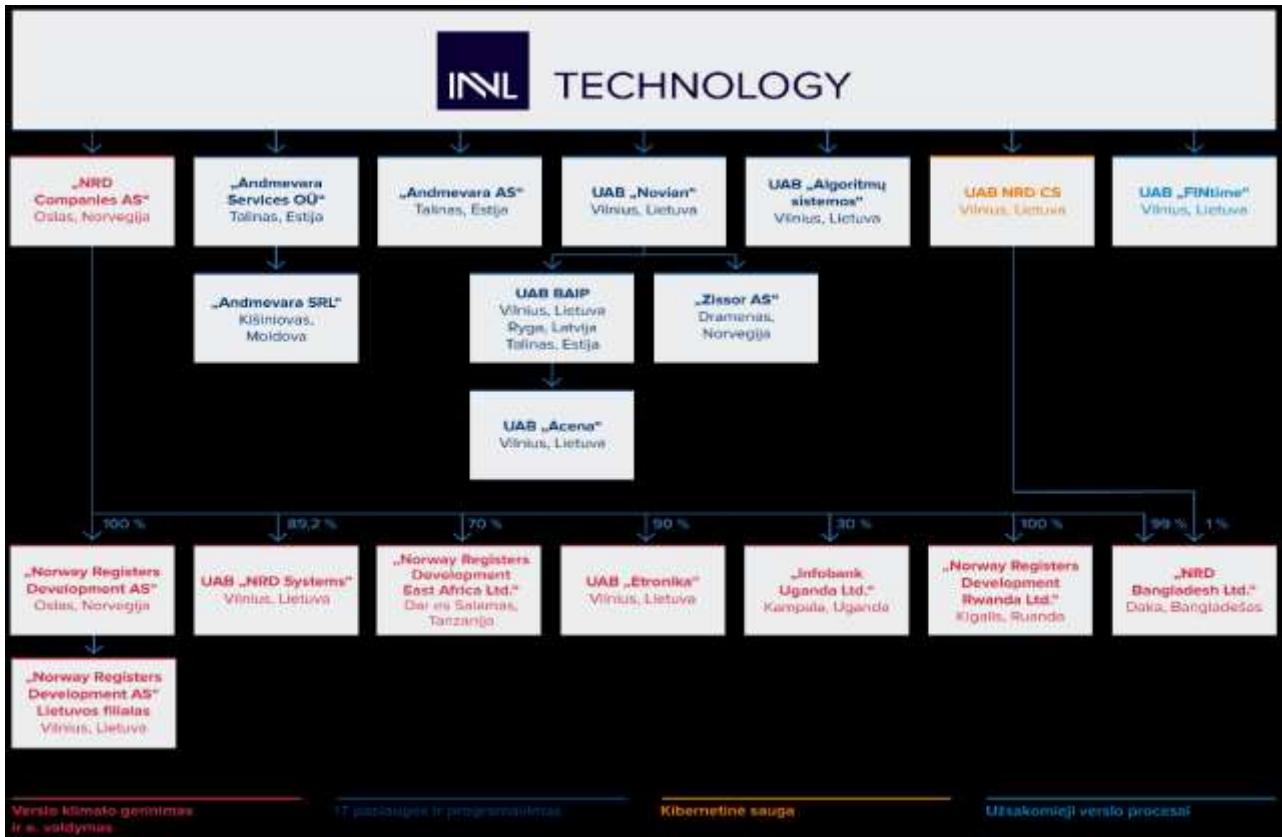 INVL TECHNOLOGY
„NRD
Companies AS“
Oslas, Norvegija
„Andmevara
Services OÜ“
Talinas, Estija
„Andmevara AS“
Talinas, Estija
UAB „Novian“
Vilnius, Lietuva
UAB „Algoritmų
sistemos“
Vilnius, Lietuva
UAB NRD CS
Vilnius, Lietuva
UAB „FINtime“
Vilnius, Lietuva
„Andmevara SRL“
Kišiniovas,
Moldova
UAB BAIP
Vilnius, Lietuva
Ryga, Latvija
Talinas, Estija
„Zissor AS“
Dramenas,
Norvegija
UAB „Acena“
Vilnius, Lietuva
100 %
89,2 %
70 %
90 %
30 %
100 %
99 %
1 %
„Norway Registers
Development AS“
Oslas, Norvegija
UAB „NRD Systems“
Vilnius, Lietuva
„Norway Registers
Development
East Africa Ltd.“
Dar es Salamas,
Tanzanija
UAB „Etronika“
Vilnius, Lietuva
„Infobank
Uganda Ltd.“
Kampala, Uganda
„Norway Registers
Development
Rwanda Ltd.“
Kigalis, Ruanda
„NRD
Bangladesh Ltd.“
Daka, Bangladešas
„Norway Registers
Development AS“
Lietuvos filialas
Vilnius, Lietuva
Verslo klimato gerinimas
ir e. valdymas
IT paslaugos ir programavimas
Kibernetinė sauga
Užsakomieji verslo procesai